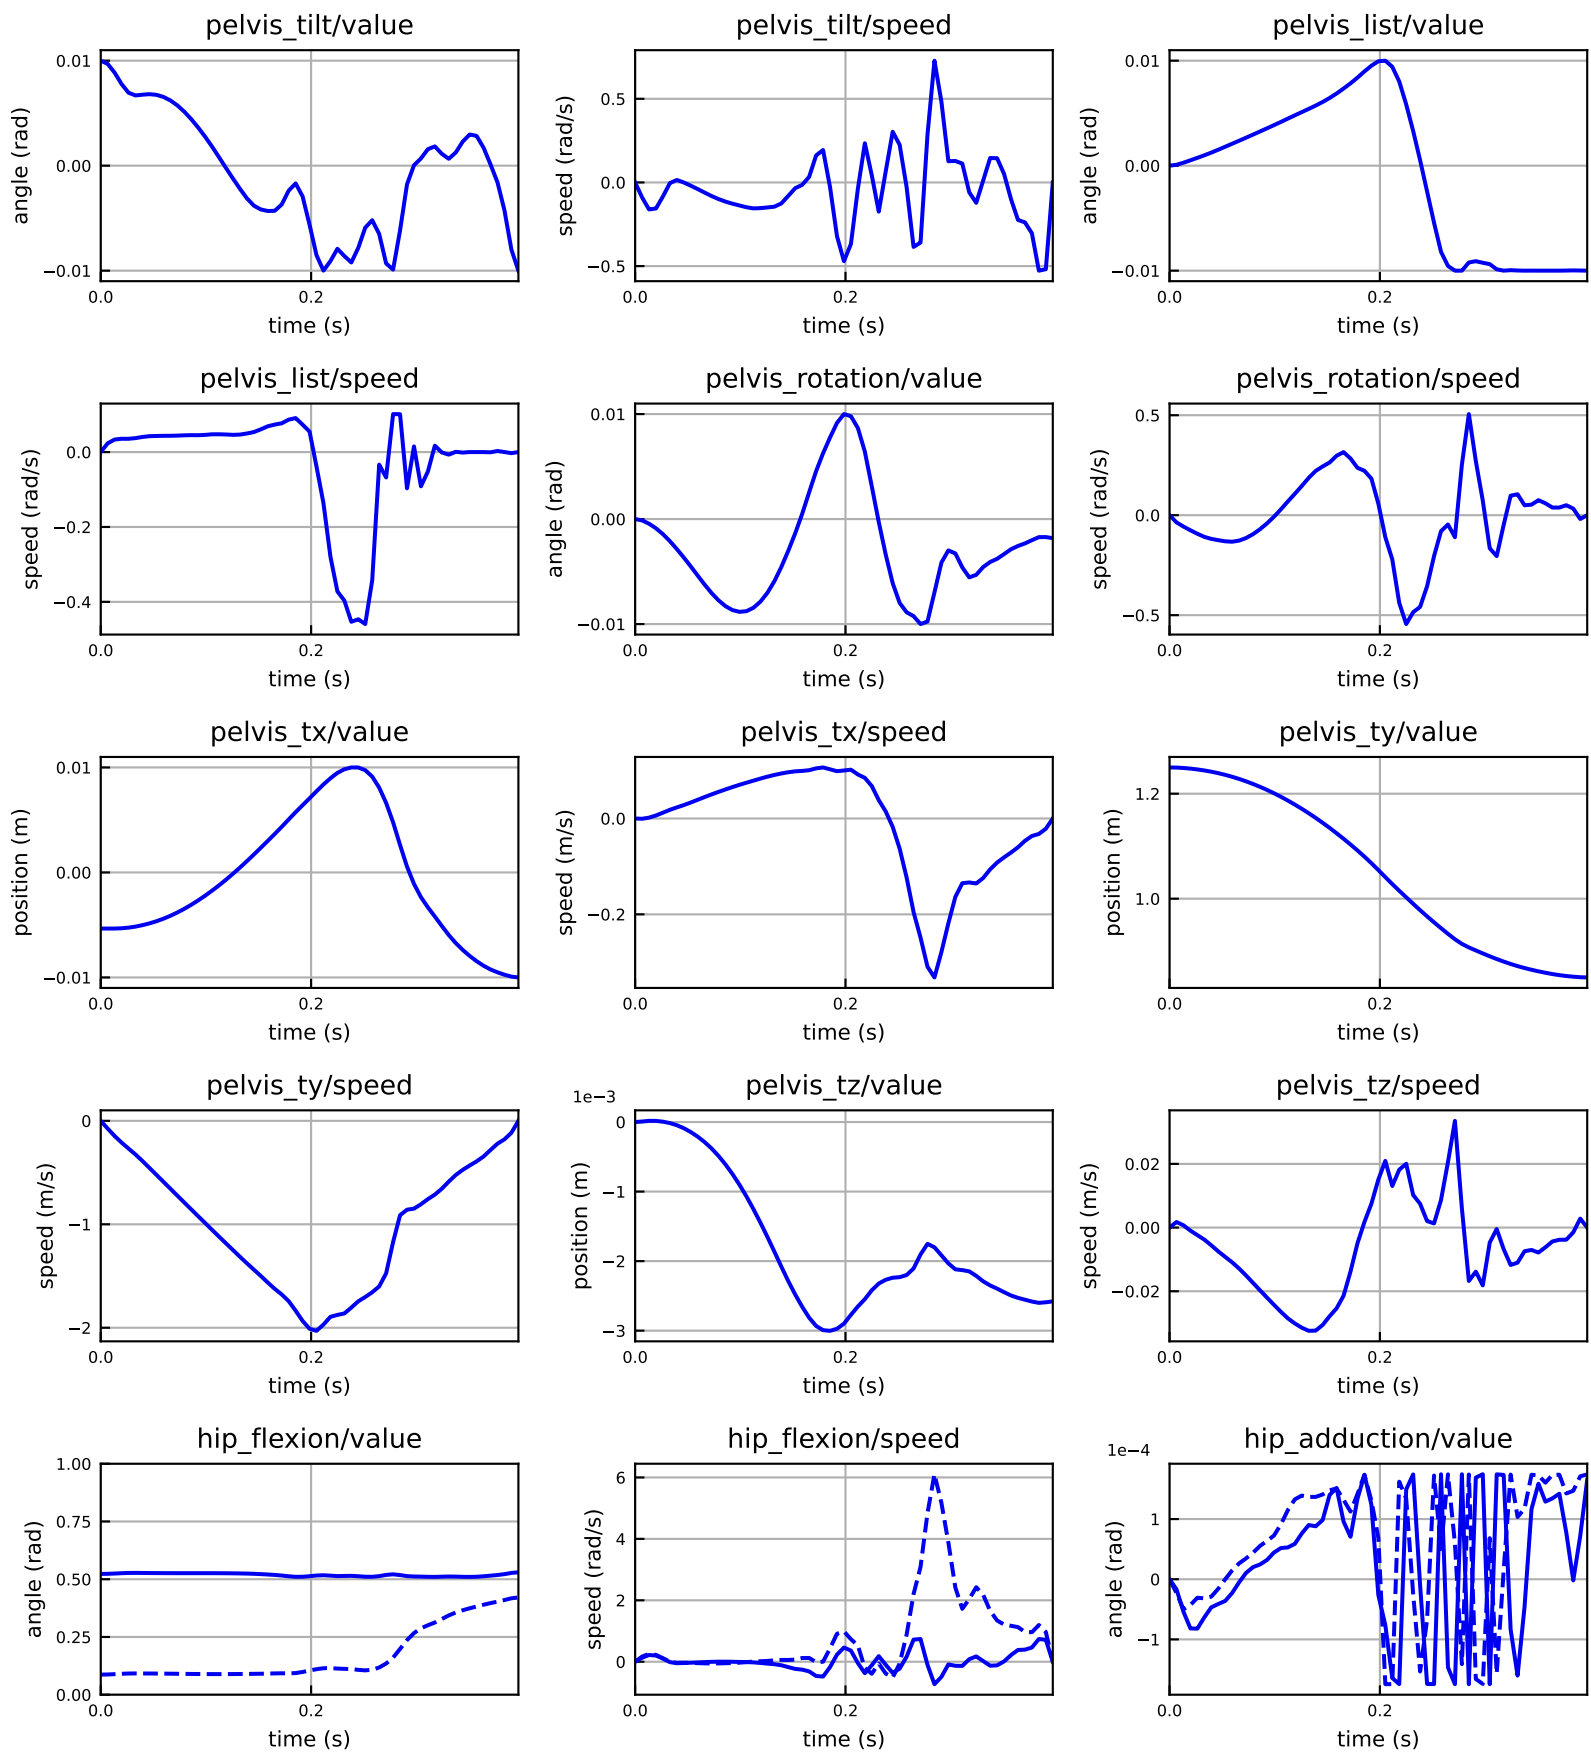 pelvis_tilt/value
angle (rad)
0.01
0.00
−0.01
0.0
0.2
time (s)
pelvis_tilt/speed
speed (rad/s)
0.5
0.0
−0.5
0.0
0.2
time (s)
pelvis_list/value
angle (rad)
0.01
0.00
−0.01
0.0
0.2
time (s)
pelvis_list/speed
speed (rad/s)
0.0
−0.2
−0.4
0.0
0.2
time (s)
pelvis_rotation/value
angle (rad)
0.01
0.00
−0.01
0.0
0.2
time (s)
pelvis_rotation/speed
speed (rad/s)
0.5
0.0
−0.5
0.0
0.2
time (s)
pelvis_tx/value
position (m)
0.01
0.00
−0.01
0.0
0.2
time (s)
pelvis_tx/speed
speed (m/s)
0.0
−0.2
0.0
0.2
time (s)
pelvis_ty/value
position (m)
1.2
1.0
0.0
0.2
time (s)
pelvis_ty/speed
speed (m/s)
0
−1
−2
0.0
0.2
time (s)
pelvis_tz/value
1e−3
position (m)
0
−1
−2
−3
0.0
0.2
time (s)
pelvis_tz/speed
speed (m/s)
0.02
0.00
−0.02
0.0
0.2
time (s)
hip_flexion/value
angle (rad)
1.00
0.75
0.50
0.25
0.00
0.0
0.2
time (s)
hip_flexion/speed
speed (rad/s)
6
4
2
0
0.0
0.2
time (s)
hip_adduction/value
1e−4
angle (rad)
1
0
−1
0.0
0.2
time (s)